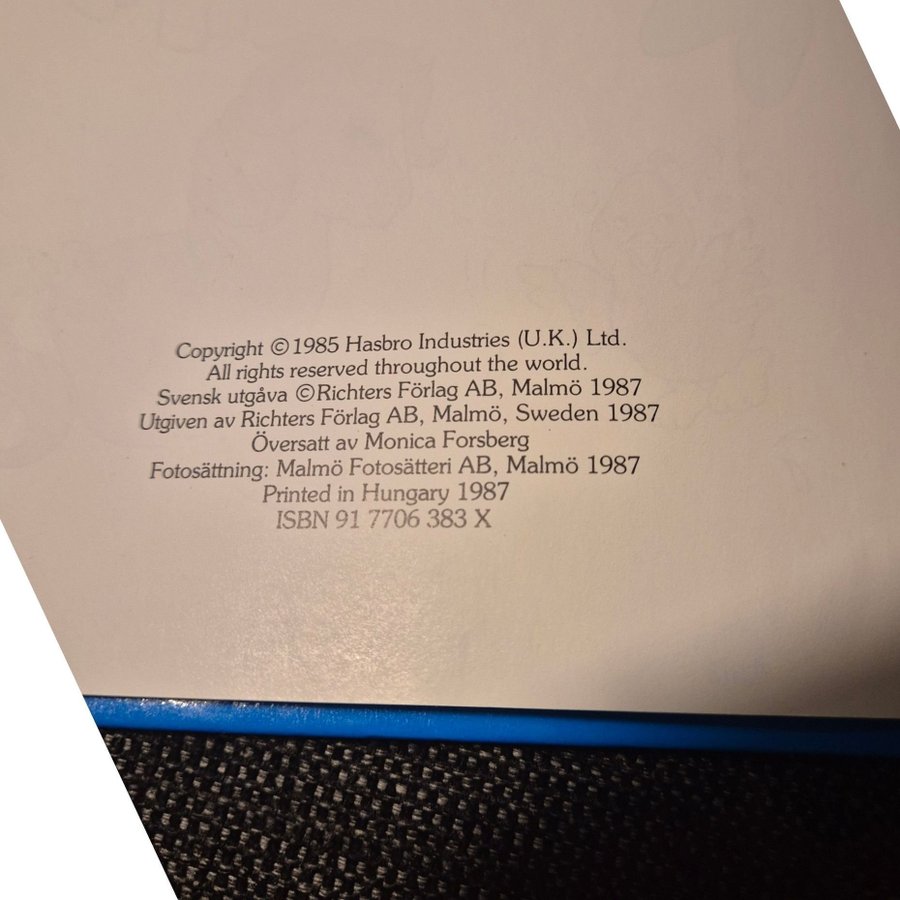 Copyright ©1985 Hasbro Industries (U.K.) Ltd.
All rights reserved throughout the world.
Svensk utgåva ©Richters Förlag AB, Malmö 1987
Utgiven av Richters Förlag AB, Malmö, Sweden 1987
Översatt av Monica Forsberg
Fotosättning: Malmö Fotosätteri AB, Malmö 1987
Printed in Hungary 1987
ISBN 91 7706 383 X